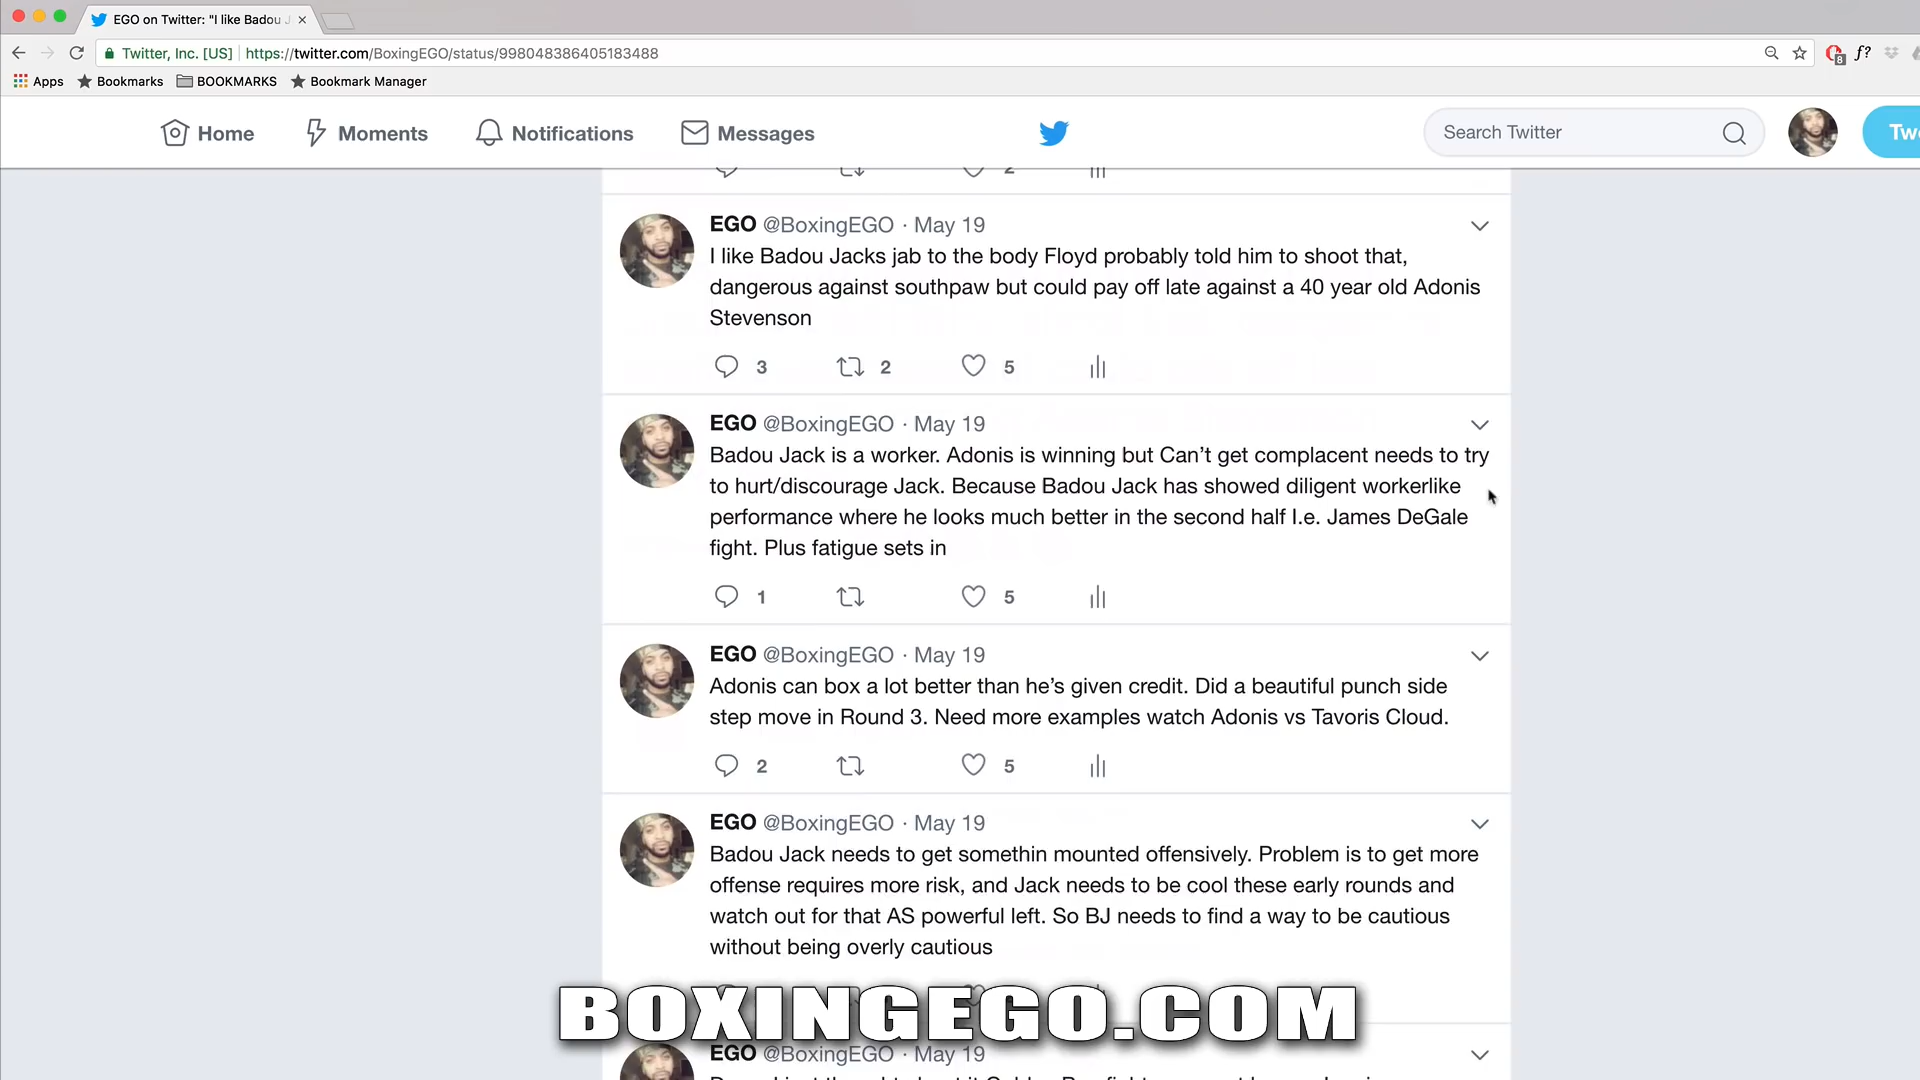 EGO on Twitter: "I like Badou J
Twitter, Inc. [US] https://twitter.com/BoxingEGO/status/998048386405183488
8
f?
Apps Bookmarks BOOKMARKS Bookmark Manager
Home Moments Notifications Messages Search Twitter Twe
2
EGO @BoxingEGO · May 19
I like Badou Jacks jab to the body Floyd probably told him to shoot that,
dangerous against southpaw but could pay off late against a 40 year old Adonis
Stevenson
3 2 5
EGO @BoxingEGO · May 19
Badou Jack is a worker. Adonis is winning but Can’t get complacent needs to try
to hurt/discourage Jack. Because Badou Jack has showed diligent workerlike
performance where he looks much better in the second half I.e. James DeGale
fight. Plus fatigue sets in
1 5
EGO @BoxingEGO · May 19
Adonis can box a lot better than he’s given credit. Did a beautiful punch side
step move in Round 3. Need more examples watch Adonis vs Tavoris Cloud.
2 5
EGO @BoxingEGO · May 19
Badou Jack needs to get somethin mounted offensively. Problem is to get more
offense requires more risk, and Jack needs to be cool these early rounds and
watch out for that AS powerful left. So BJ needs to find a way to be cautious
without being overly cautious
BOXINGEGO.COM
EGO @BoxingEGO · May 19